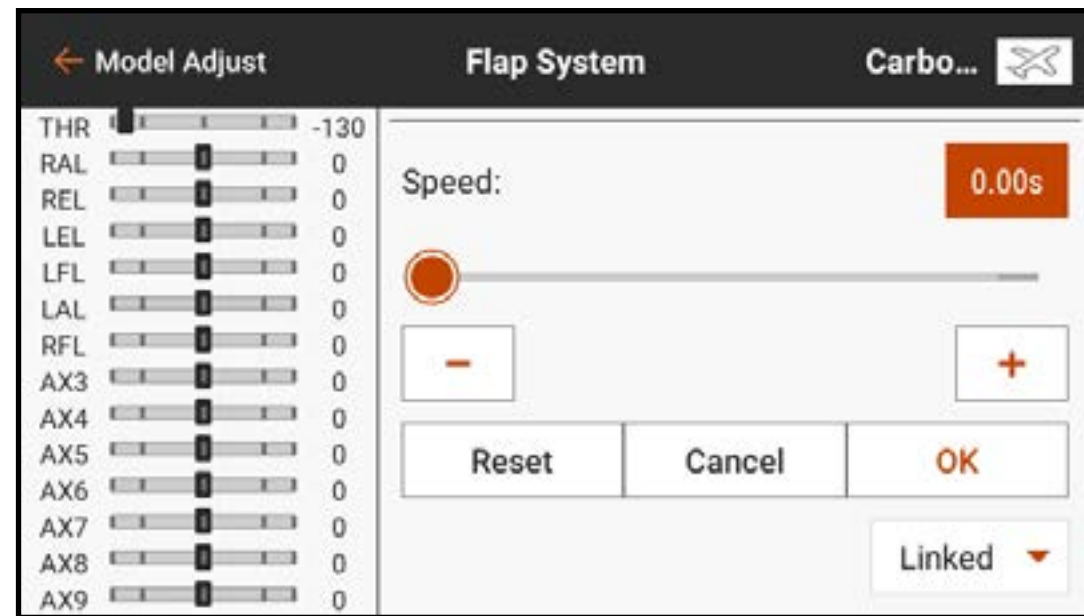 ← Model Adjust Flap System Carbo...
THR -130
RAL 0
REL 0
LEL 0
LFL 0
LAL 0
RFL 0
AX3 0
AX4 0
AX5 0
AX6 0
AX7 0
AX8 0
AX9 0
Speed: 0.00s
− +
Reset Cancel OK
Linked